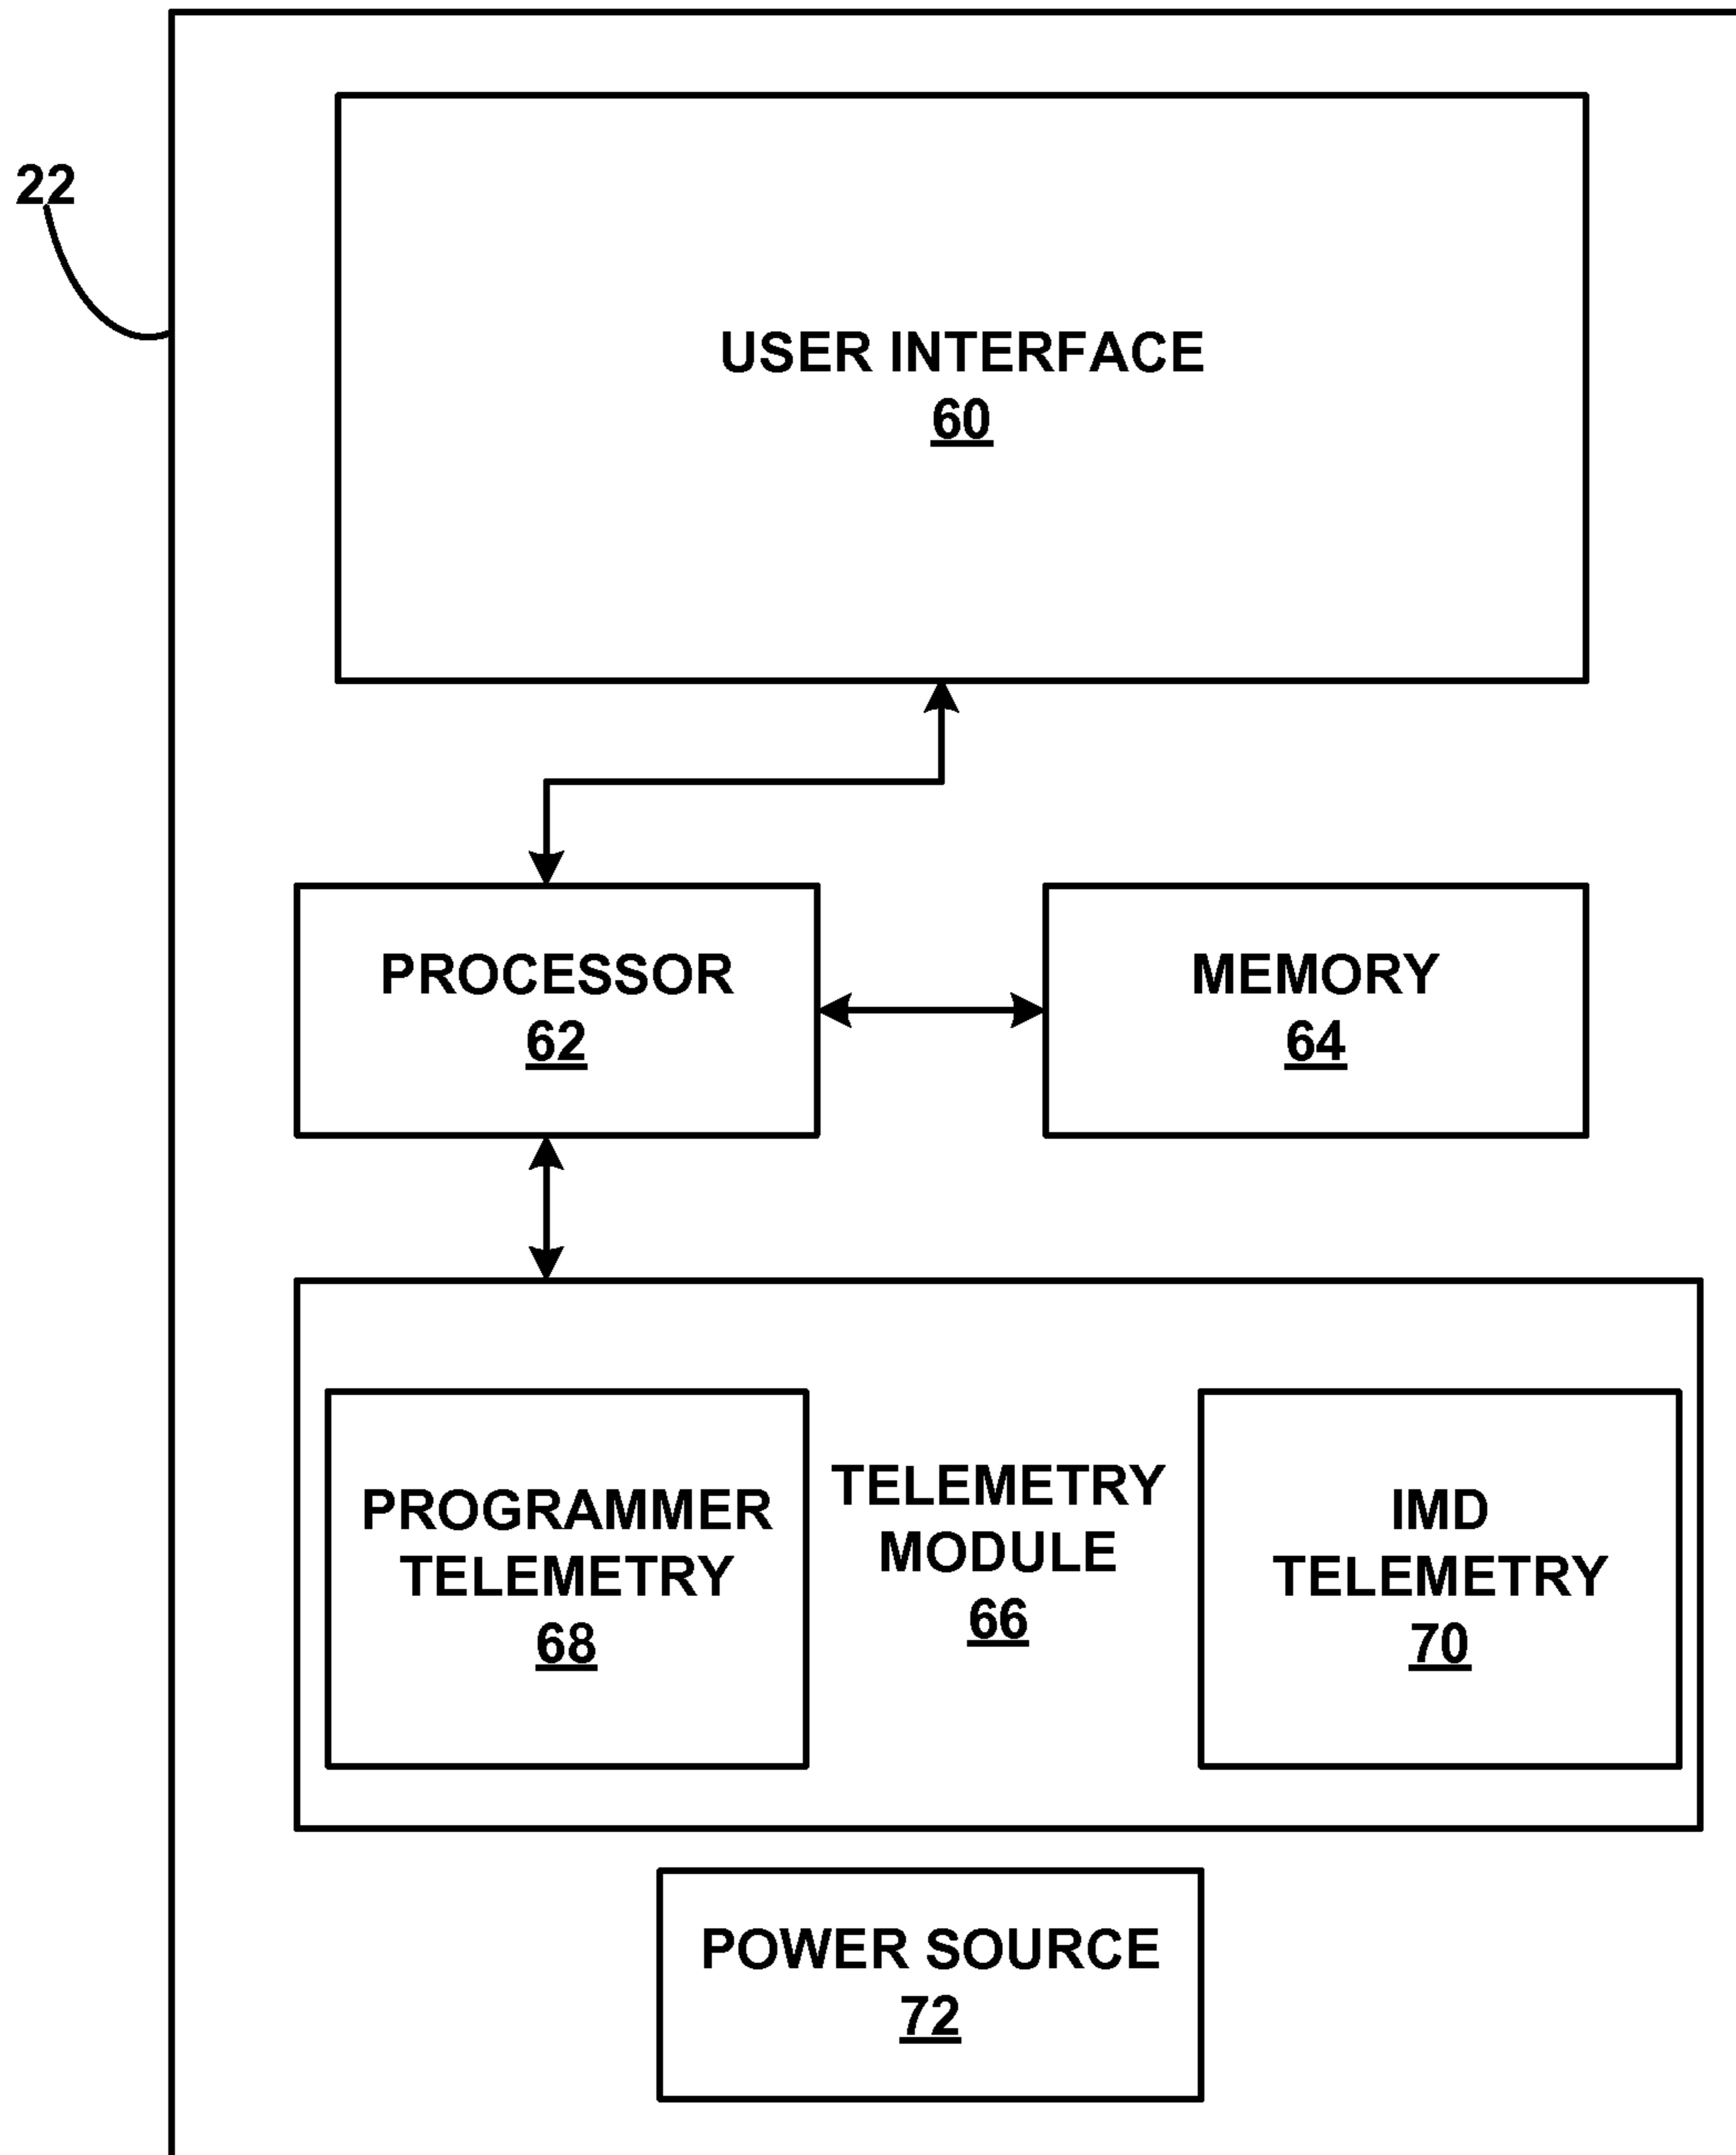 22
USER INTERFACE
60
PROCESSOR
62
MEMORY
64
PROGRAMMER
TELEMETRY
68
TELEMETRY
MODULE
66
IMD
TELEMETRY
70
POWER SOURCE
72